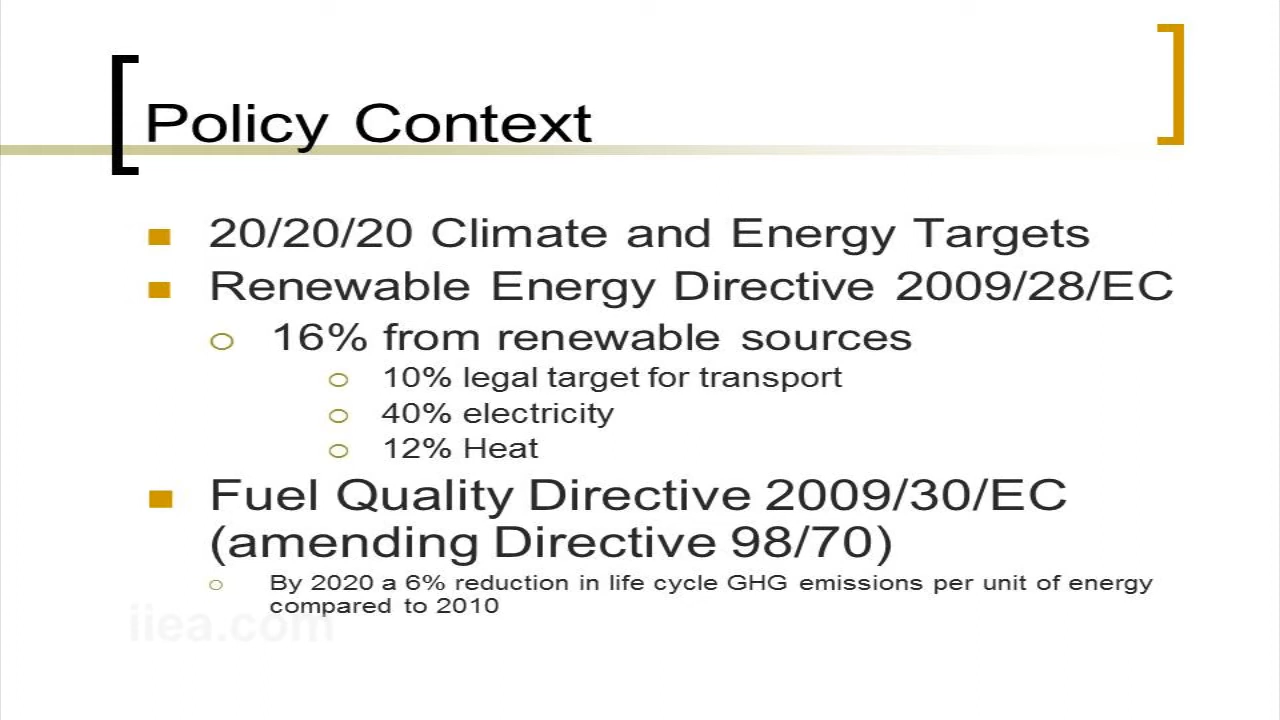 Policy Context
20/20/20 Climate and Energy Targets
Renewable Energy Directive 2009/28/EC
16% from renewable sources
10% legal target for transport
40% electricity
12% Heat
Fuel Quality Directive 2009/30/EC
(amending Directive 98/70)
By 2020 a 6% reduction in life cycle GHG emissions per unit of energy
compared to 2010
iiea.com